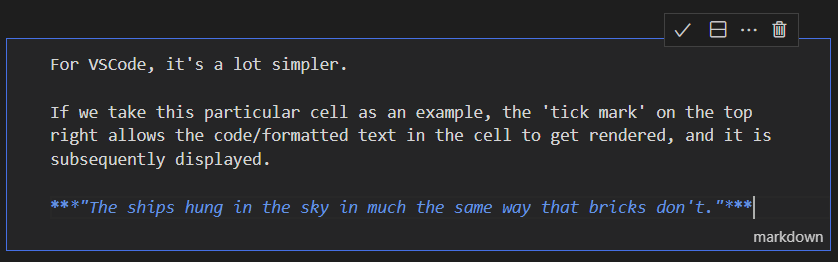 For VSCode, it's a lot simpler.
If we take this particular cell as an example, the 'tick mark' on the top
right allows the code/formatted text in the cell to get rendered, and it is
subsequently displayed.
***"The ships hung in the sky in much the same way that bricks don't."***
markdown